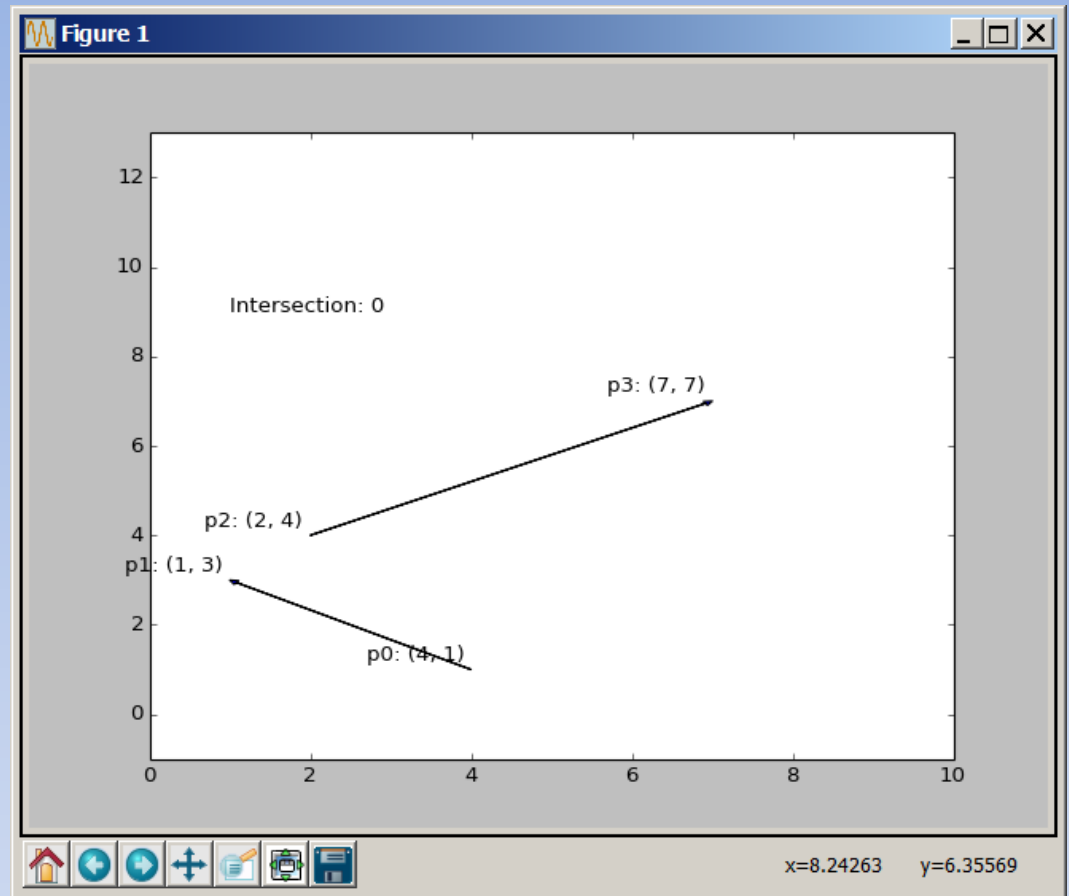 Figure 1
12
10
Intersection: 0
8
p3: (7, 7)
6
p2: (2, 4)
4
p1: (1, 3)
2
p0: (4, 1)
0
0 2 4 6 8 10
x=8.24263 y=6.35569